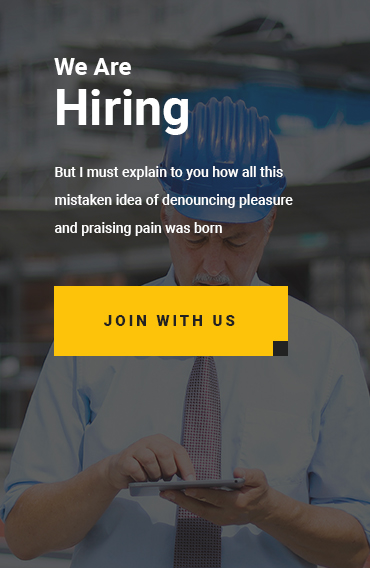 We Are
Hiring
But I must explain to you how all this
mistaken idea of denouncing pleasure
and praising pain was born
JOIN WITH US